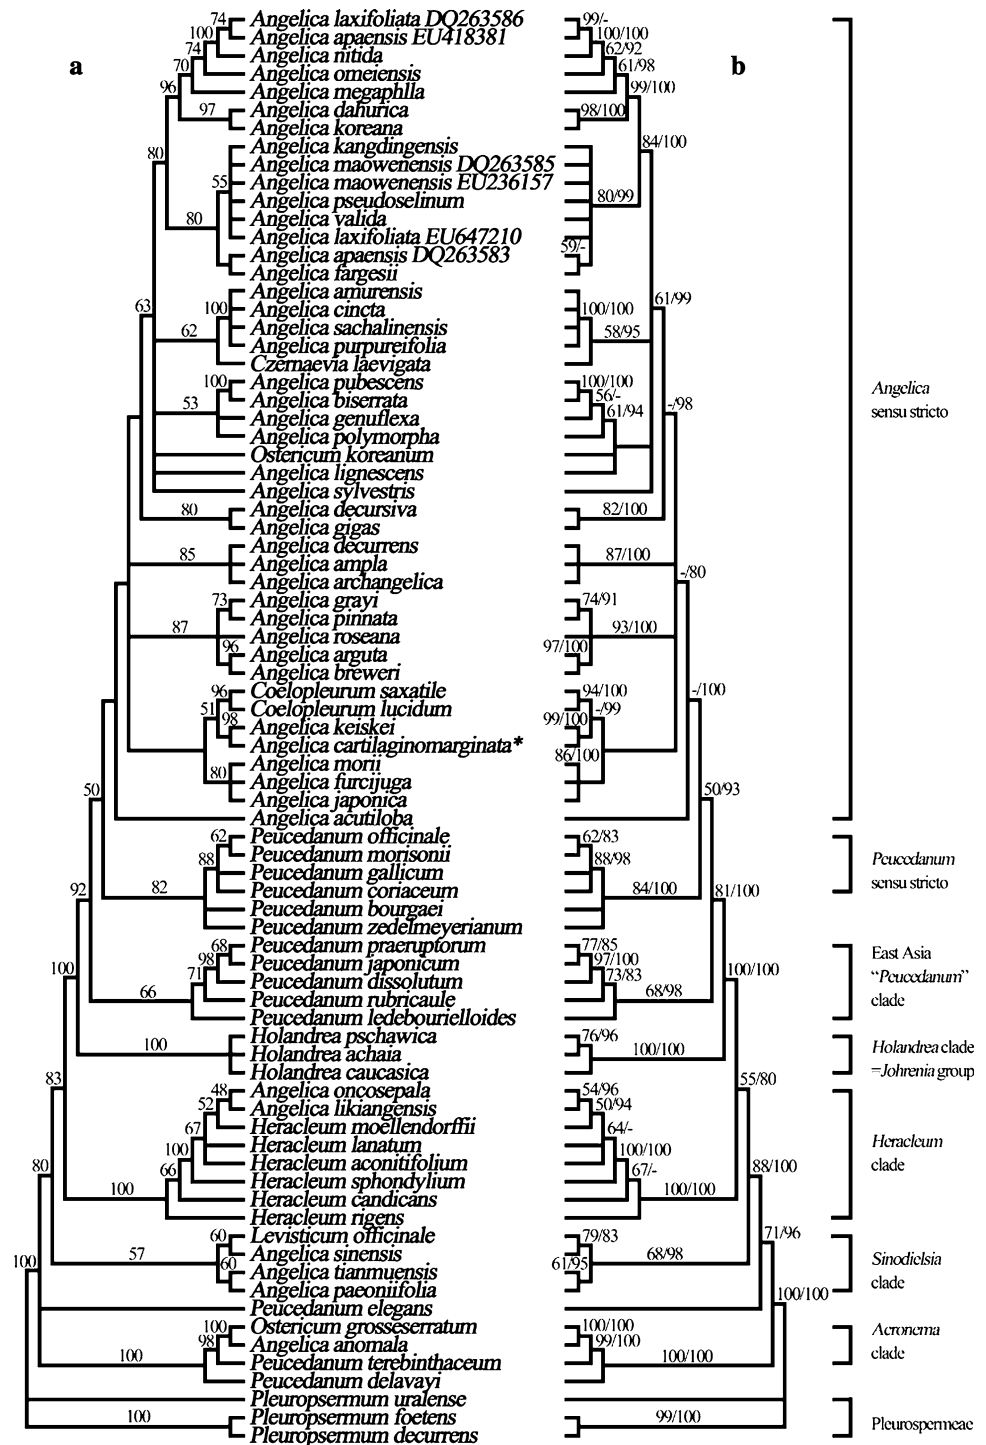 a
b
74
100
74
70
96
97
80
55
80
63
100
62
100
53
80
85
73
87
96
96
51
98
80
50
62
88
82
92
68
98
71
66
100
100
83
48
52
67
100
66
100
80
60
57
60
100
100
98
100
100
Angelica laxifoliata DQ263586
Angelica apaensis EU418381
Angelica nitida
Angelica omeiensis
Angelica megaphlla
Angelica dahurica
Angelica koreana
Angelica kangdingensis
Angelica maowenensis DQ263585
Angelica maowenensis EU236157
Angelica pseudoselinum
Angelica valida
Angelica laxifoliata EU647210
Angelica apaensis DQ263583
Angelica fargesii
Angelica amurensis
Angelica cincta
Angelica sachalinensis
Angelica purpureifolia
Czernaevia laevigata
Angelica pubescens
Angelica biserrata
Angelica genuflexa
Angelica polymorpha
Ostericum koreanum
Angelica lignescens
Angelica sylvestris
Angelica decursiva
Angelica gigas
Angelica decurrens
Angelica ampla
Angelica archangelica
Angelica grayi
Angelica pinnata
Angelica roseana
Angelica arguta
Angelica breweri
Coelopleurum saxatile
Coelopleurum lucidum
Angelica keiskei
Angelica cartilaginomarginata*
Angelica morii
Angelica furcijuga
Angelica japonica
Angelica acutiloba
Peucedanum officinale
Peucedanum morisonii
Peucedanum gallicum
Peucedanum coriaceum
Peucedanum bourgaei
Peucedanum zedelmeyerianum
Peucedanum praeruptorum
Peucedanum japonicum
Peucedanum dissolutum
Peucedanum rubricaule
Peucedanum ledebourielloides
Holandrea pschawica
Holandrea achaia
Holandrea caucasica
Angelica oncosepala
Angelica likiangensis
Heracleum moellendorffii
Heracleum lanatum
Heracleum aconitifolium
Heracleum sphondylium
Heracleum candicans
Heracleum rigens
Levisticum officinale
Angelica sinensis
Angelica tianmuensis
Angelica paeoniifolia
Peucedanum elegans
Ostericum grosseserratum
Angelica anomala
Peucedanum terebinthaceum
Peucedanum delavayi
Pleuropsermum uralense
Pleuropsermum foetens
Pleuropsermum decurrens
99/-
100/100
62/92
61/98
99/100
98/100
84/100
80/99
59/-
61/99
100/100
58/95
100/100
56/-
61/94
-/98
82/100
87/100
-/80
74/91
93/100
97/100
94/100
-/99
-/100
99/100
86/100
50/93
62/83
88/98
84/100
81/100
77/85
97/100
73/83
100/100
68/98
76/96
100/100
55/80
54/96
50/94
64/-
100/100
67/-
88/100
100/100
79/83
71/96
68/98
61/95
100/100
100/100
99/100
100/100
99/100
Angelica
sensu stricto
Peucedanum
sensu stricto
East Asia
“Peucedanum”
clade
Holandrea clade
=Johrenia group
Heracleum
clade
Sinodielsia
clade
Acronema
clade
Pleurospermeae